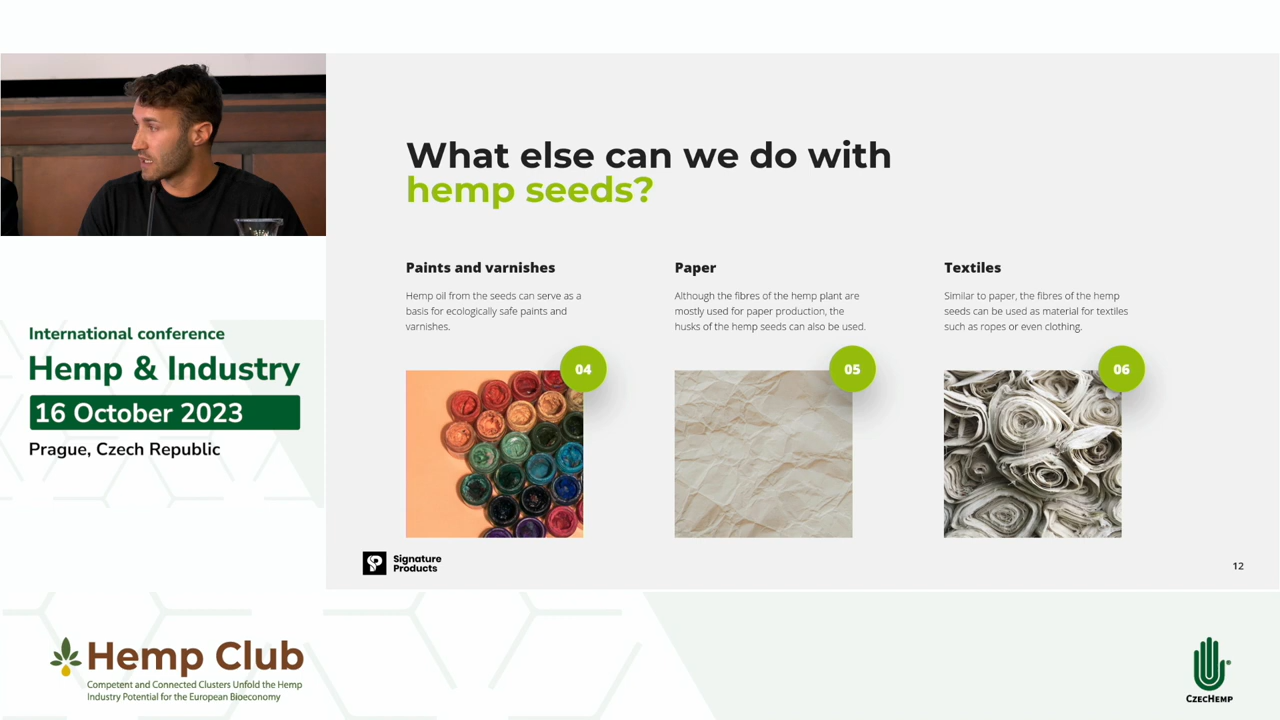 International conference
Hemp & Industry
16 October 2023
Prague, Czech Republic
What else can we do with
hemp seeds?
Paints and varnishes
Hemp oil from the seeds can serve as a
basis for ecologically safe paints and
varnishes.
04
Paper
Although the fibres of the hemp plant are
mostly used for paper production, the
husks of the hemp seeds can also be used.
05
Textiles
Similar to paper, the fibres of the hemp
seeds can be used as material for textiles
such as ropes or even clothing.
06
Signature
Products
12
Hemp Club
Competent and Connected Clusters Unfold the Hemp
Industry Potential for the European Bioeconomy
CZECHEMP